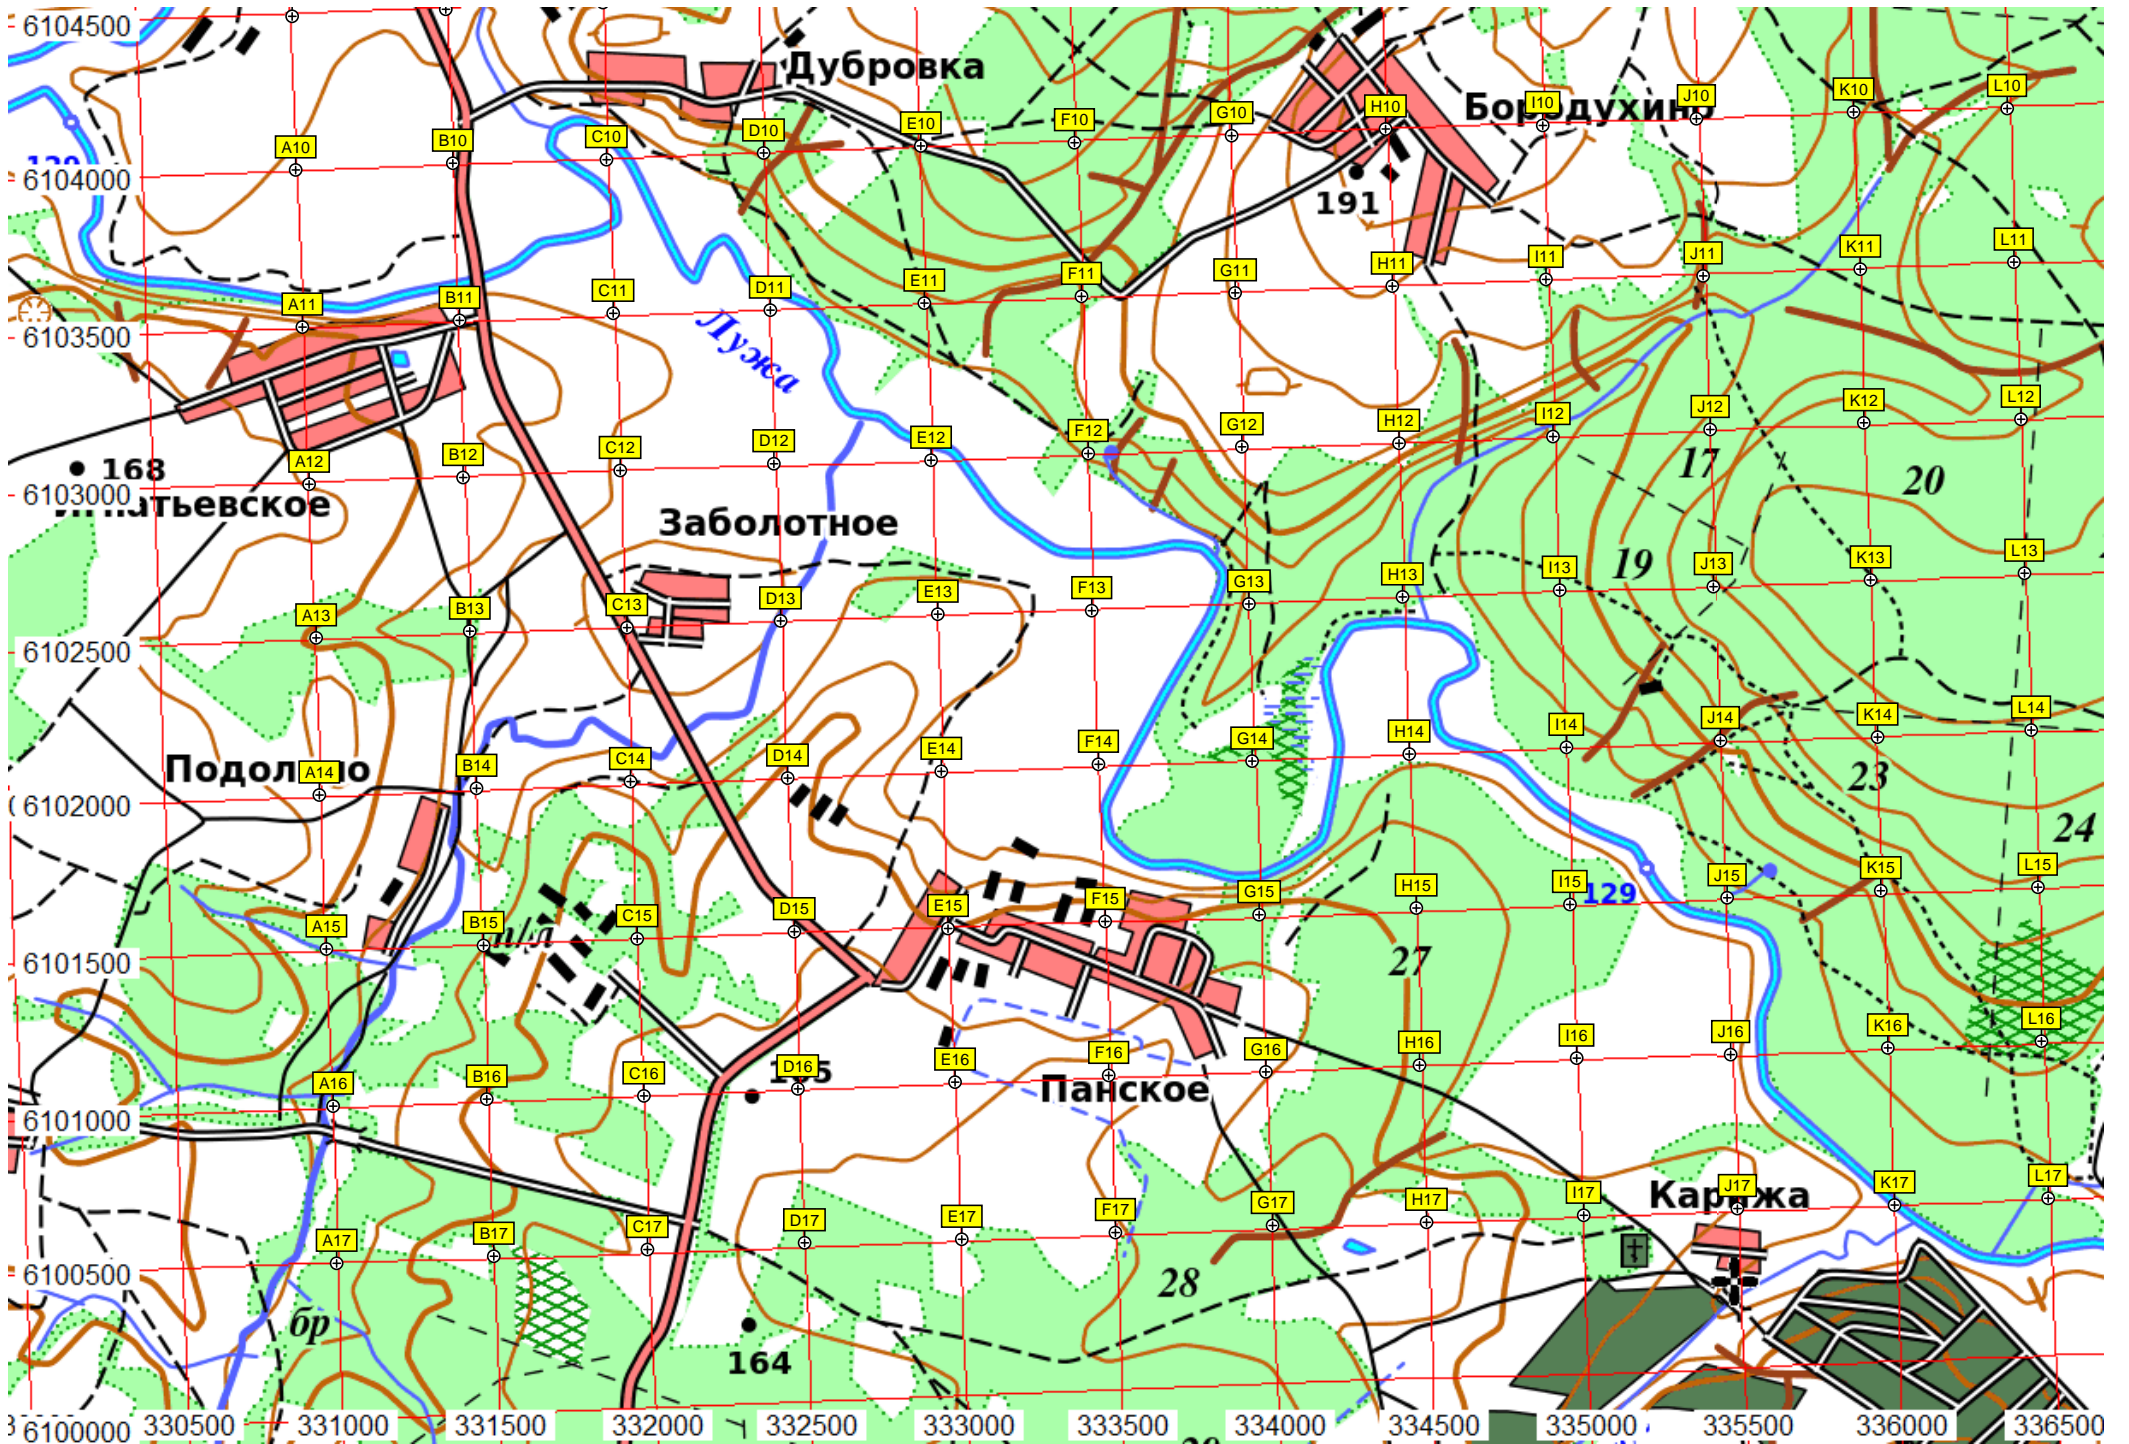 6104500
Дубровка
Бородухино
A10 B10 C10 D10 E10 F10 G10 H10 I10 J10 K10 L10
129
6104000
191
A11 B11 C11 D11 E11 F11 G11 H11 I11 J11 K11 L11
6103500
Лужа
A12 B12 C12 D12 E12 F12 G12 H12 I12 J12 K12 L12
168
17
20
6103000
атьевское
Заболотное
19
A13 B13 C13 D13 E13 F13 G13 H13 I13 J13 K13 L13
6102500
A14 B14 C14 D14 E14 F14 G14 H14 I14 J14 K14 L14
Подол но
23
6102000
24
A15 B15 C15 D15 E15 F15 G15 H15 I15 J15 K15 L15
129
п/л
27
6101500
A16 B16 C16 D16 E16 F16 G16 H16 I16 J16 K16 L16
Панское
6101000
A17 B17 C17 D17 E17 F17 G17 H17 I17 J17 K17 L17
Карижа
6100500
28
бр
164
330500 331000 331500 332000 332500 333000 333500 334000 334500 335000 335500 336000 336500
6100000